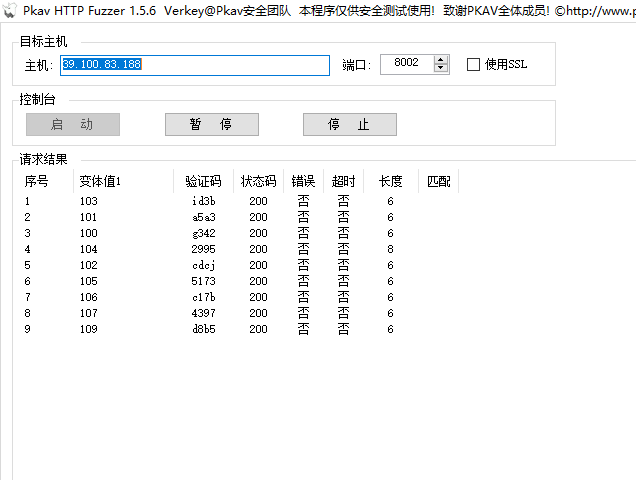 Pkav HTTP Fuzzer 1.5.6 Verkey@Pkav安全团队 本程序仅供安全测试使用! 致谢PKAV全体成员! ©http://www.p
目标主机
主机: 39.100.83.188 端口: 8002 使用SSL
控制台
启 动 暂 停 停 止
请求结果
序号 变体值1 验证码 状态码 错误 超时 长度 匹配
1 103 id3b 200 否 否 6
2 101 a5a3 200 否 否 6
3 100 g342 200 否 否 6
4 104 2995 200 否 否 8
5 102 cdcj 200 否 否 6
6 105 5173 200 否 否 6
7 106 c17b 200 否 否 6
8 107 4397 200 否 否 6
9 109 d8b5 200 否 否 6